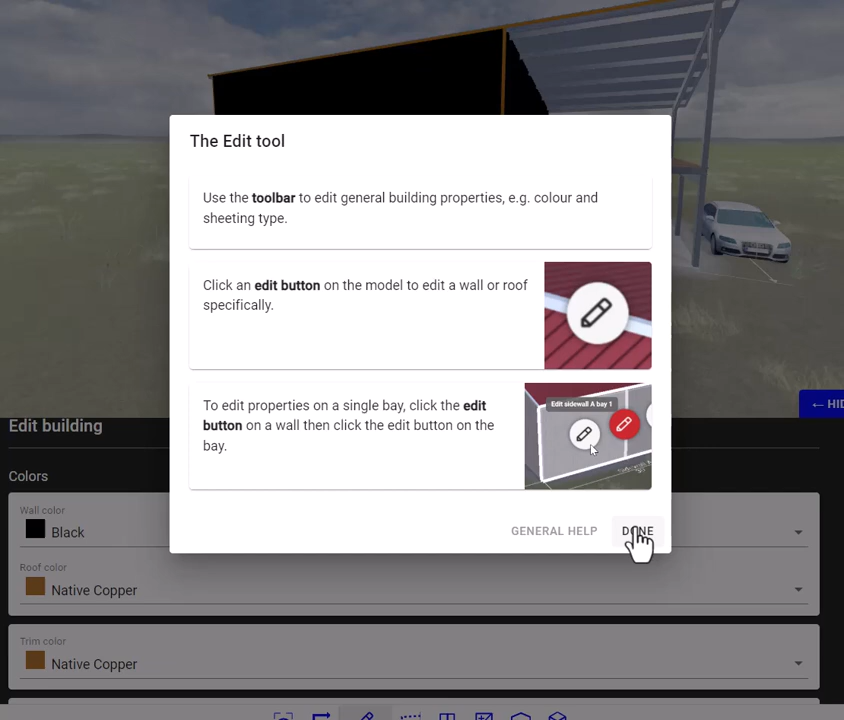 The Edit tool
Use the toolbar to edit general building properties, e.g. colour and
sheeting type.
Click an edit button on the model to edit a wall or roof
specifically.
To edit properties on a single bay, click the edit
button on a wall then click the edit button on the
bay.
Edit sidewall A bay 1
GENERAL HELP
DONE
← HID
Edit building
Colors
Wall color
Black
Roof color
Native Copper
Trim color
Native Copper